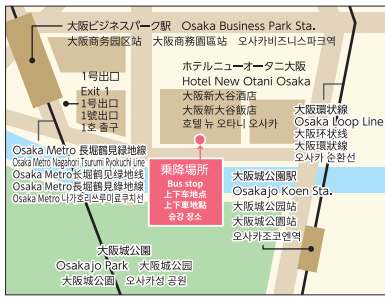 大阪ビジネスパーク駅 Osaka Business Park Sta.
大阪商务园区站 大阪商務園區站 오사카비즈니스파크역
1号出口
Exit 1
1号出口
1號出口
1호 출구
ホテルニューオータニ大阪
Hotel New Otani Osaka
大阪新大谷酒店
大阪新大谷飯店
호텔 뉴 오타니 오사카
大阪環状線
Osaka Loop Line
大阪环状线
大阪環狀線
오사카 순환선
Osaka Metro 長堀鶴見緑地線
Osaka Metro Nagahori Tsurumi Ryokuchi Line
Osaka Metro长堀鹤见绿地线
Osaka Metro長堀鶴見綠地線
Osaka Metro 나가호리쓰루미료쿠치선
乗降場所
Bus stop
上下车地点
上下車地點
승강 장소
大阪城公園駅
Osakajo Koen Sta.
大阪城公园站
大阪城公園站
오사카조코엔역
大阪城公園
Osakajo Park 大阪城公园
大阪城公園 오사카성 공원